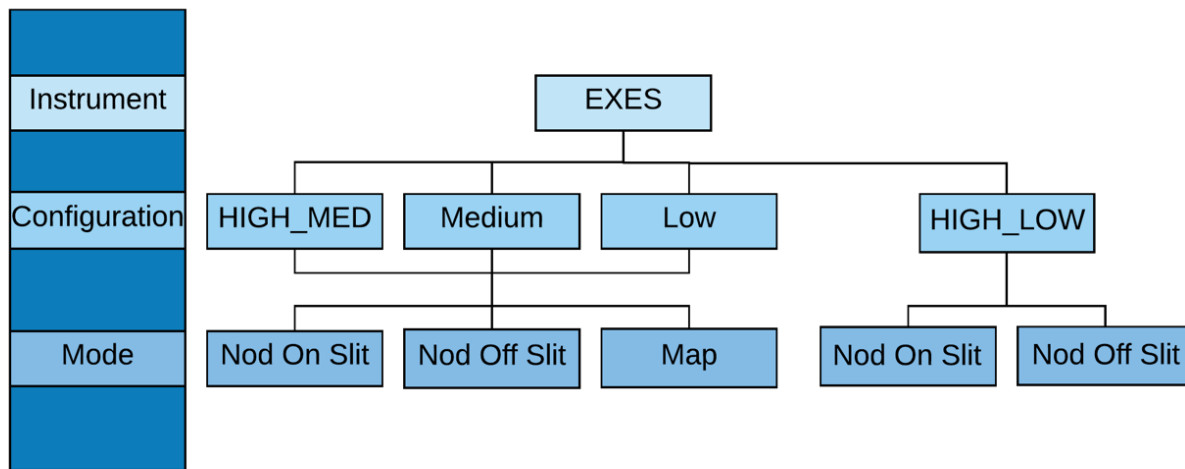 Instrument
EXES
Configuration
HIGH_MED
Medium
Low
HIGH_LOW
Mode
Nod On Slit
Nod Off Slit
Map
Nod On Slit
Nod Off Slit